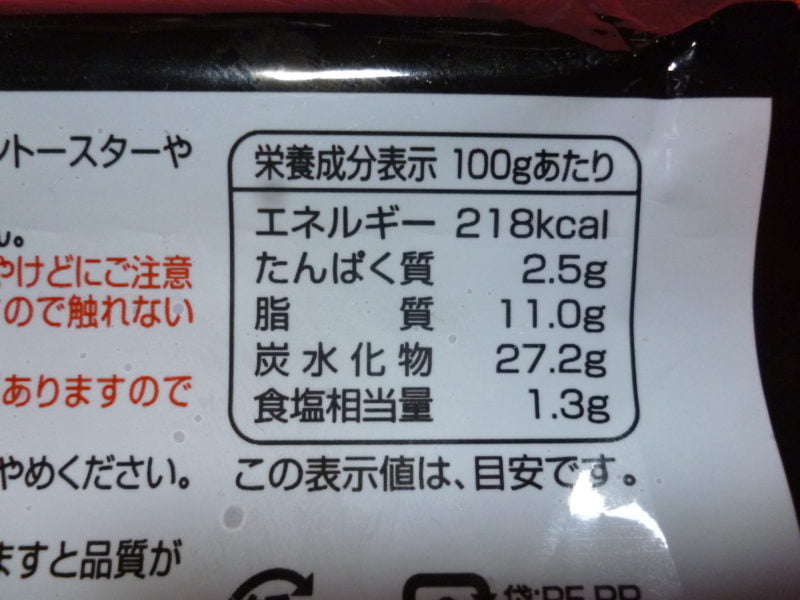 ントースターや
ん。
やけどにご注意
ので触れない
ありますので
やめください。
ますと品質が
栄養成分表示 100gあたり
エネルギー 218kcal
たんぱく質 2.5g
脂質 11.0g
炭水化物 27.2g
食塩相当量 1.3g
この表示値は、目安です。
袋:PE,PP